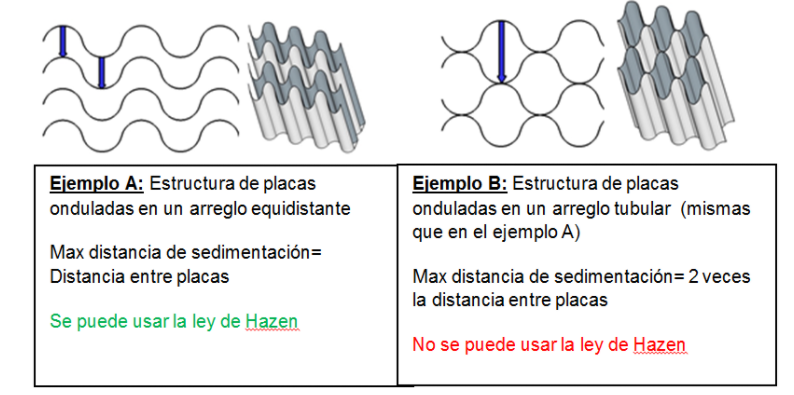 Ejemplo A: Estructura de placas
onduladas en un arreglo equidistante
Max distancia de sedimentación=
Distancia entre placas
Se puede usar la ley de Hazen
Ejemplo B: Estructura de placas
onduladas en un arreglo tubular (mismas
que en el ejemplo A)
Max distancia de sedimentación= 2 veces
la distancia entre placas
No se puede usar la ley de Hazen